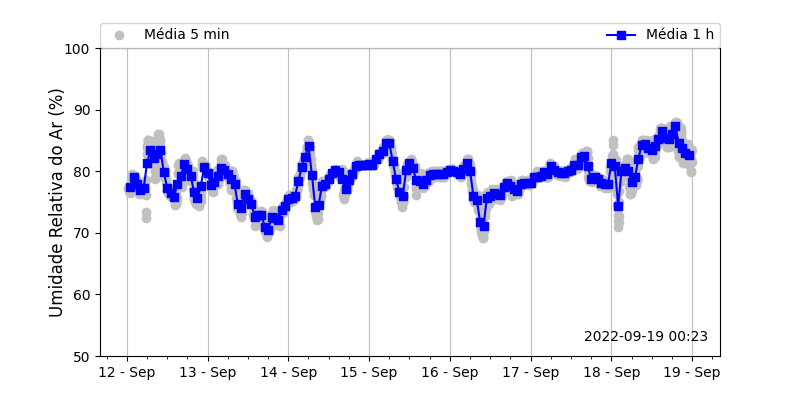 Média 5 min Média 1 h
Umidade Relativa do Ar (%)
100
90
80
70
60
50
2022-09-19 00:23
12 - Sep 13 - Sep 14 - Sep 15 - Sep 16 - Sep 17 - Sep 18 - Sep 19 - Sep